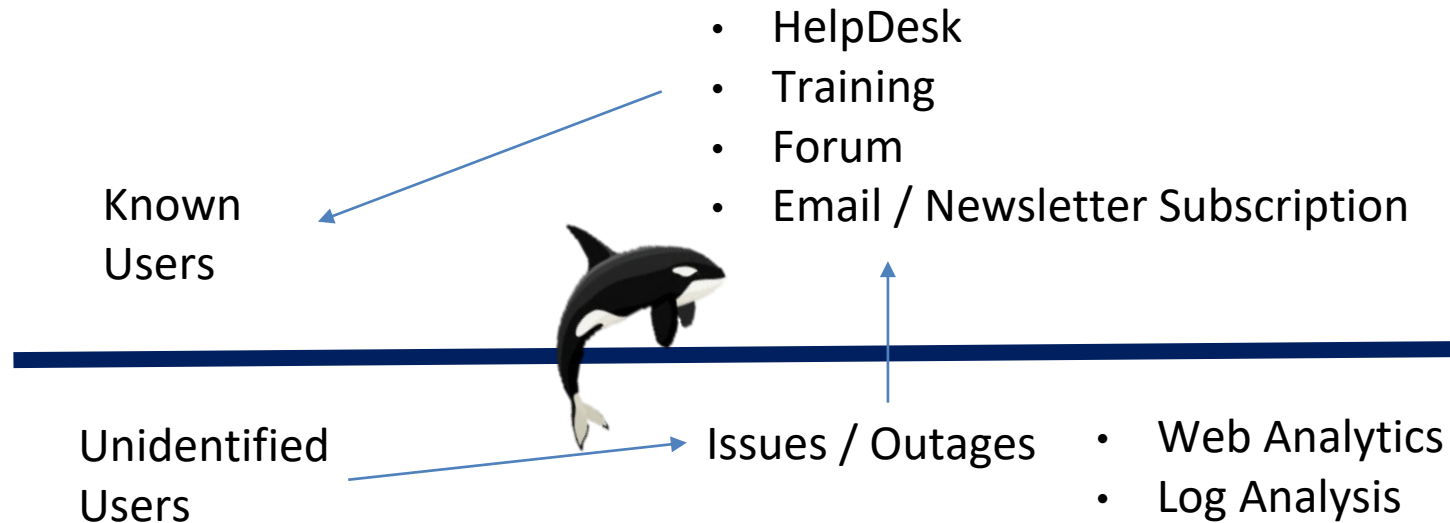 • HelpDesk
• Training
• Forum
• Email / Newsletter Subscription
Known
Users
Unidentified
Users
Issues / Outages
• Web Analytics
• Log Analysis